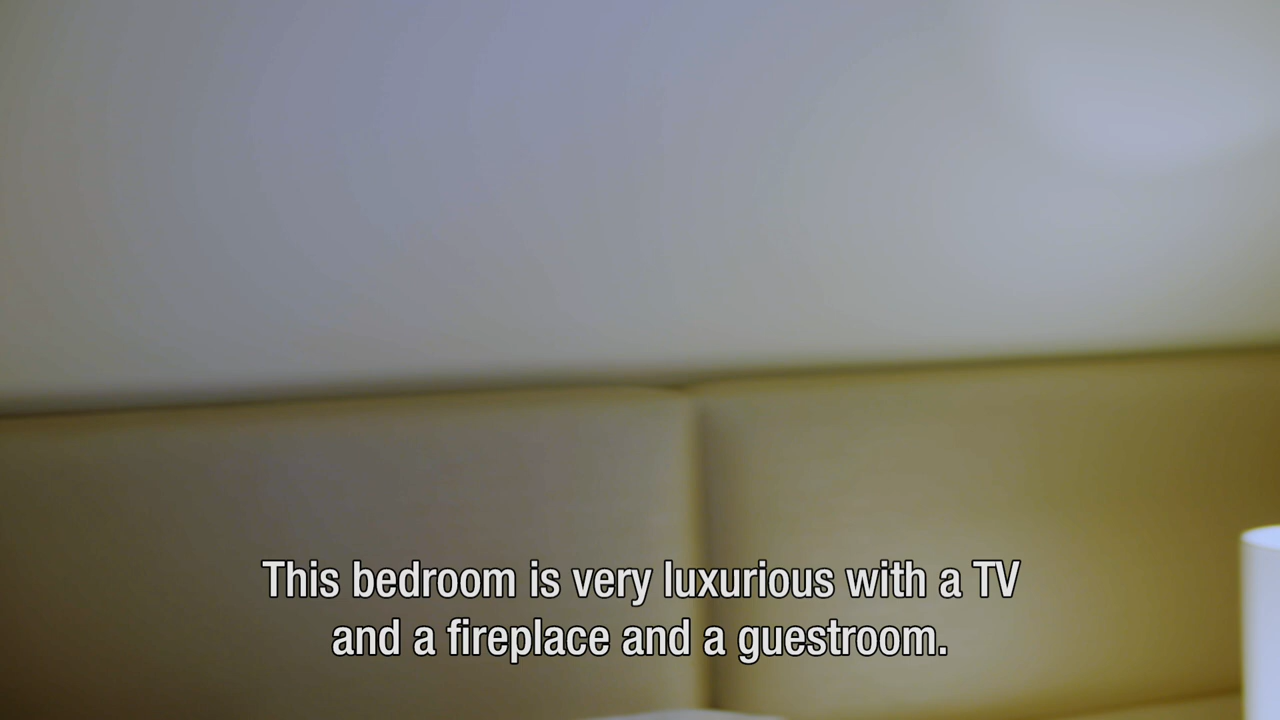 This bedroom is very luxurious with a TV
and a fireplace and a guestroom.